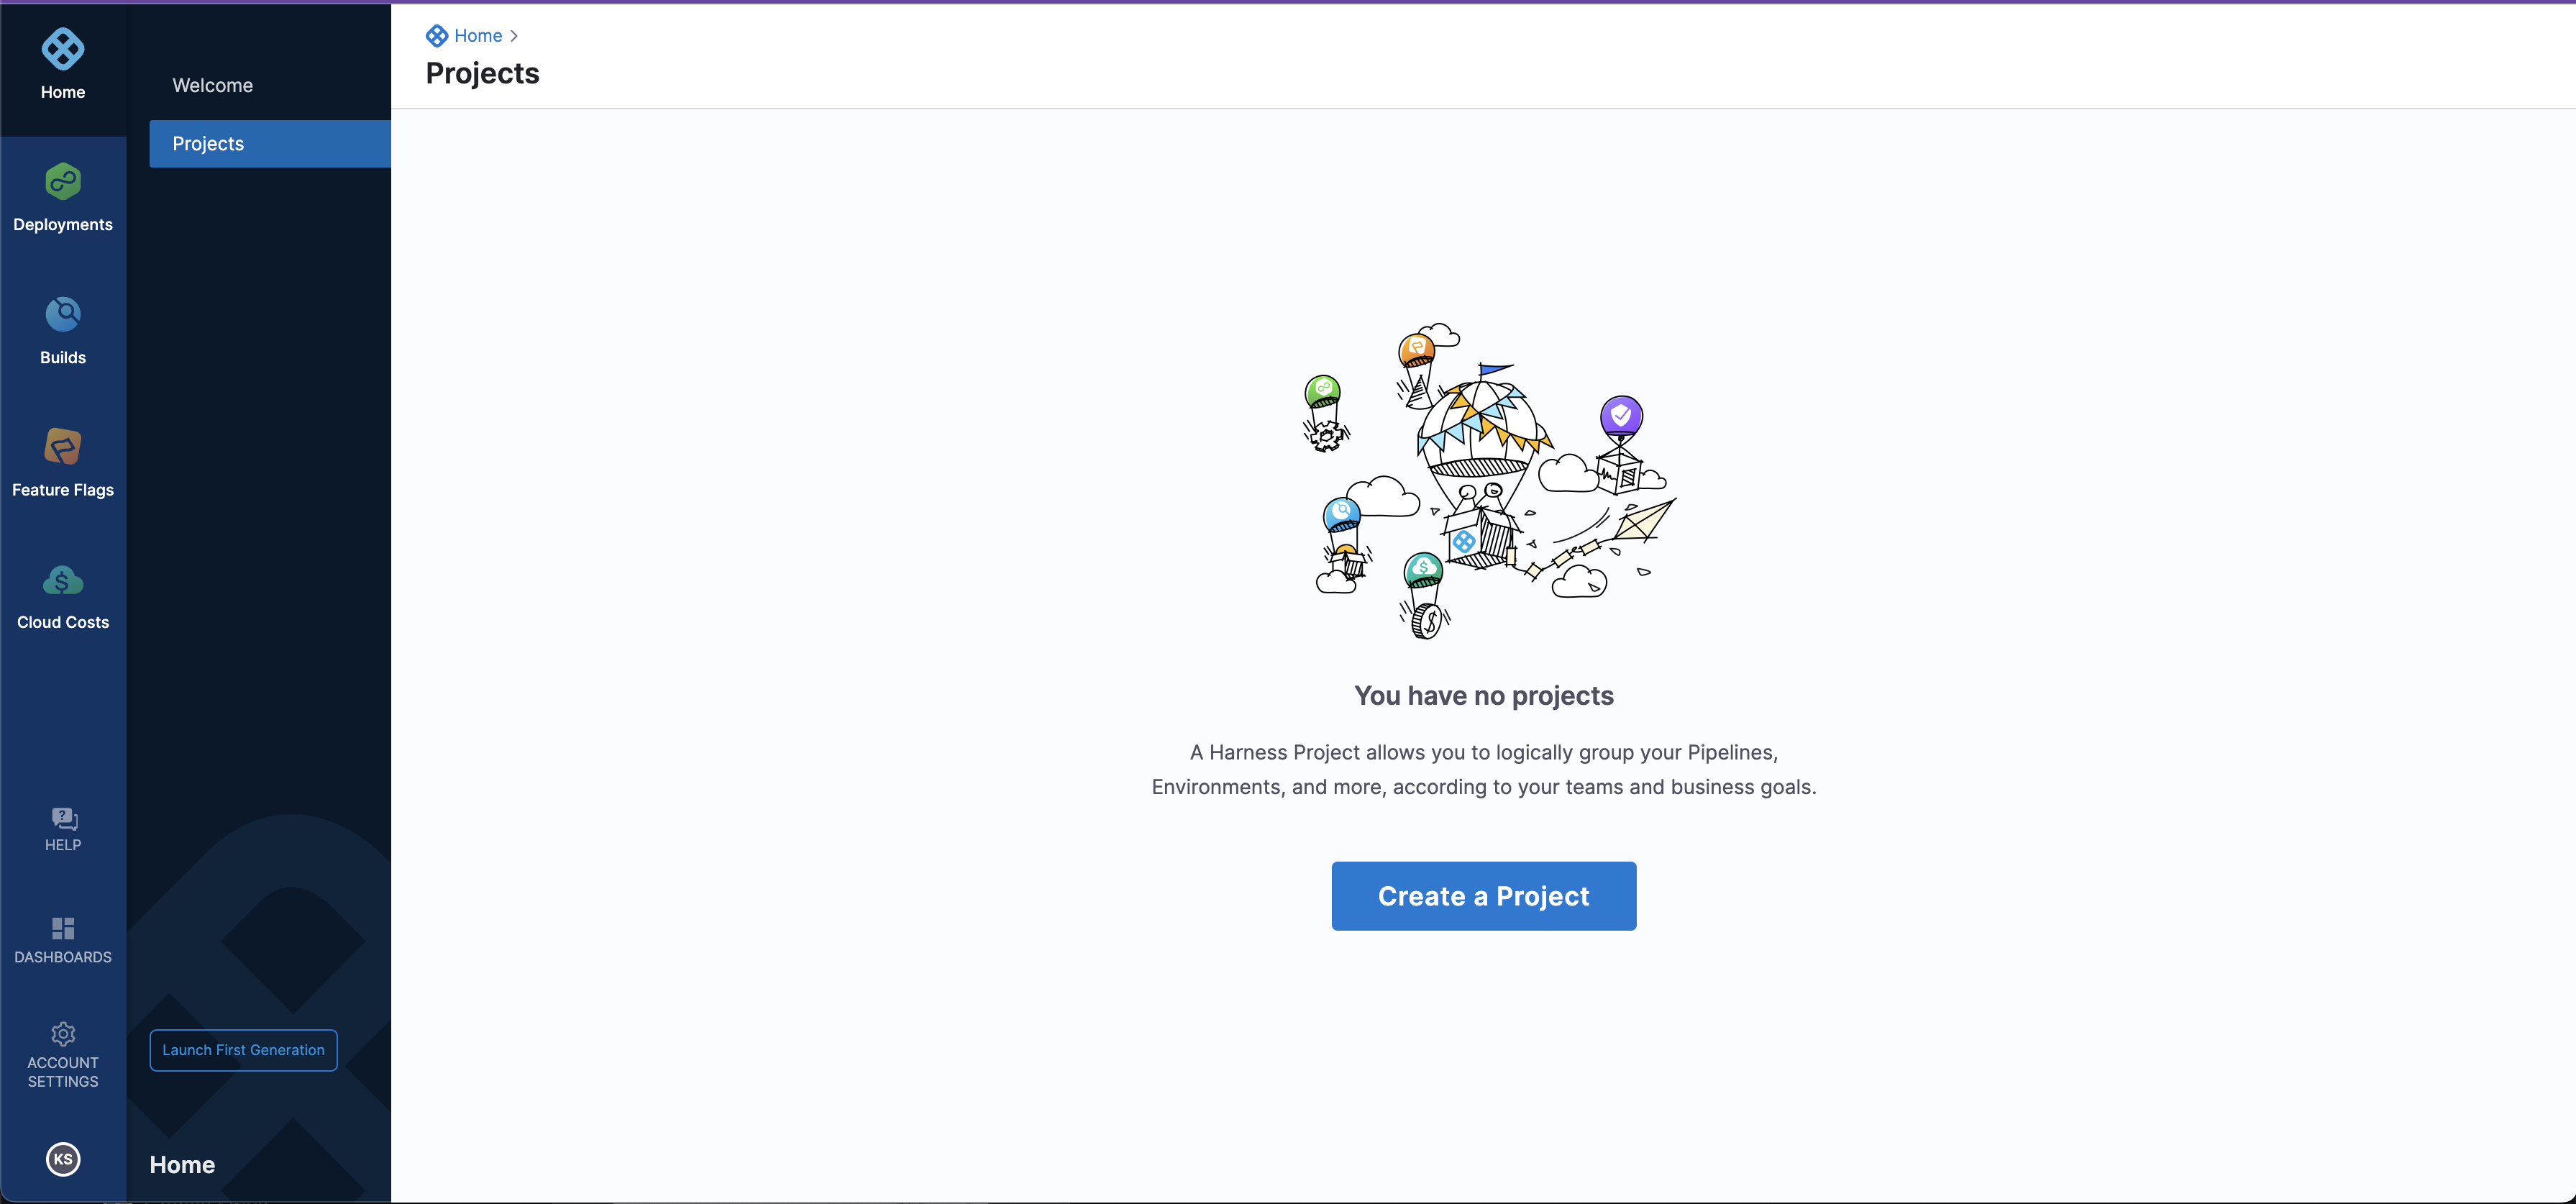 Home
Deployments
Builds
Feature Flags
Cloud Costs
HELP
DASHBOARDS
ACCOUNT
SETTINGS
KS
Welcome
Projects
Launch First Generation
Home
Home >
Projects
You have no projects
A Harness Project allows you to logically group your Pipelines,
Environments, and more, according to your teams and business goals.
Create a Project